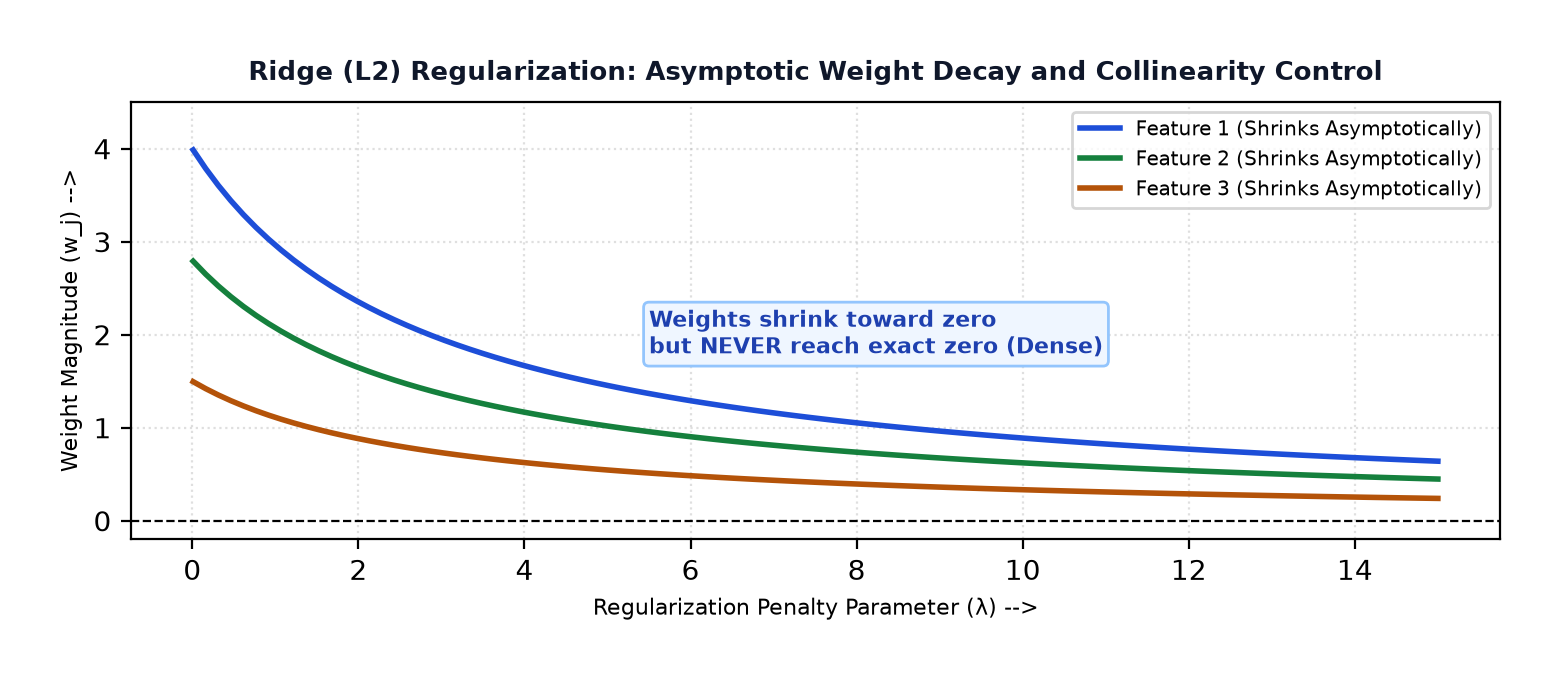 Ridge (L2) Regularization: Asymptotic Weight Decay and Collinearity Control
Feature 1 (Shrinks Asymptotically)
Feature 2 (Shrinks Asymptotically)
Feature 3 (Shrinks Asymptotically)
Weights shrink toward zero
but NEVER reach exact zero (Dense)
Weight Magnitude (w_j) -->
4
3
2
1
0
0 2 4 6 8 10 12 14
Regularization Penalty Parameter (λ) -->